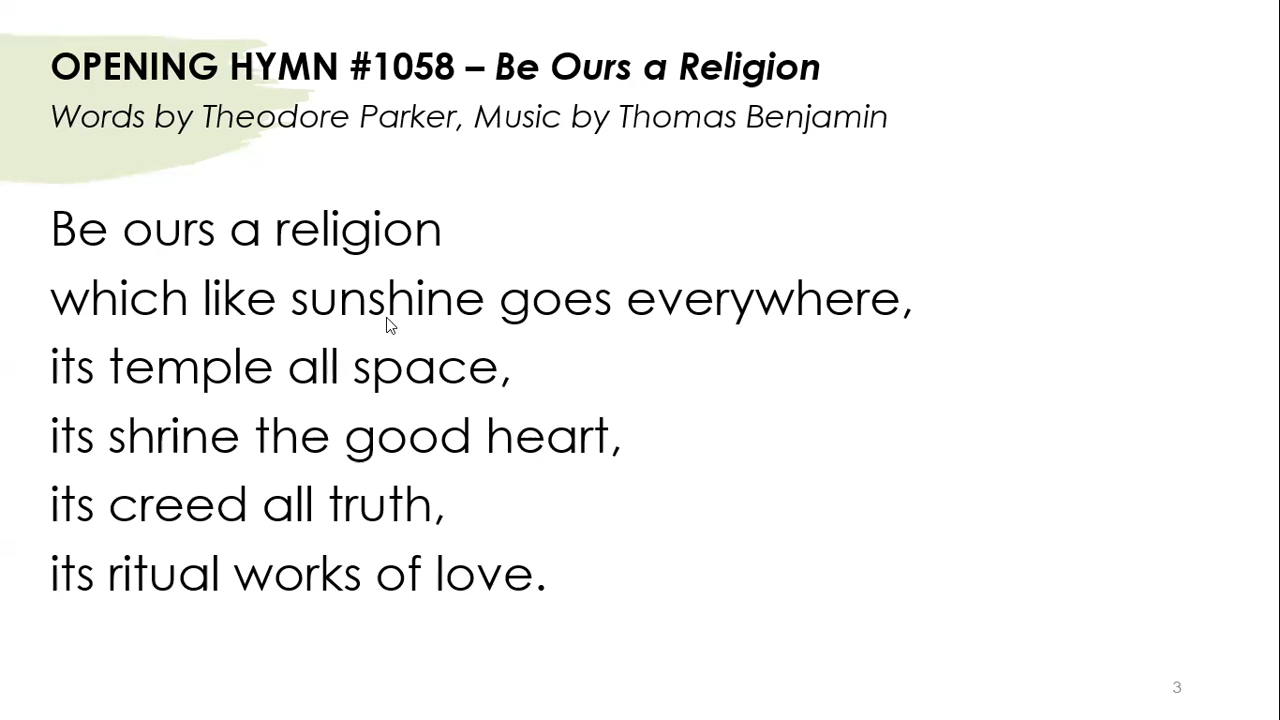 OPENING HYMN #1058 – Be Ours a Religion
Words by Theodore Parker, Music by Thomas Benjamin
Be ours a religion
which like sunshine goes everywhere,
its temple all space,
its shrine the good heart,
its creed all truth,
its ritual works of love.
3